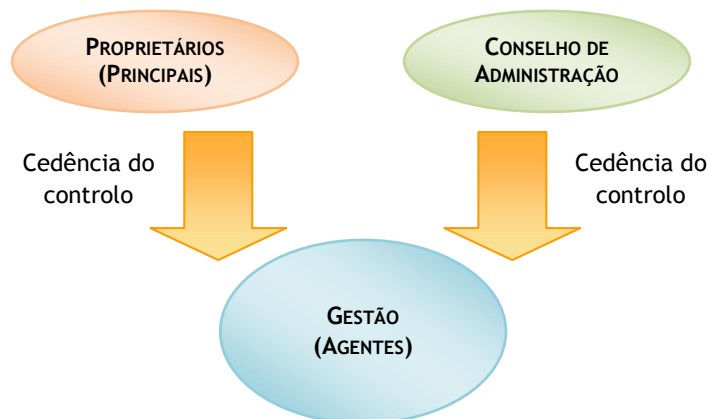 PROPRIETÁRIOS
(PRINCIPAIS)
CONSELHO DE
ADMINISTRAÇÃO
Cedência do
controlo
Cedência do
controlo
GESTÃO
(AGENTES)